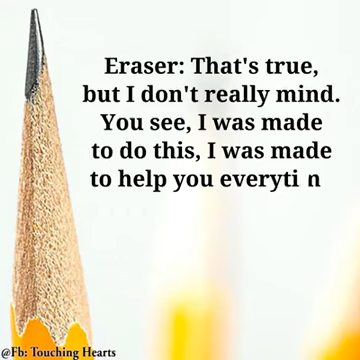 Eraser: That's true,
but I don't really mind.
You see, I was made
to do this, I was made
to help you everyti n
@Fb: Touching Hearts